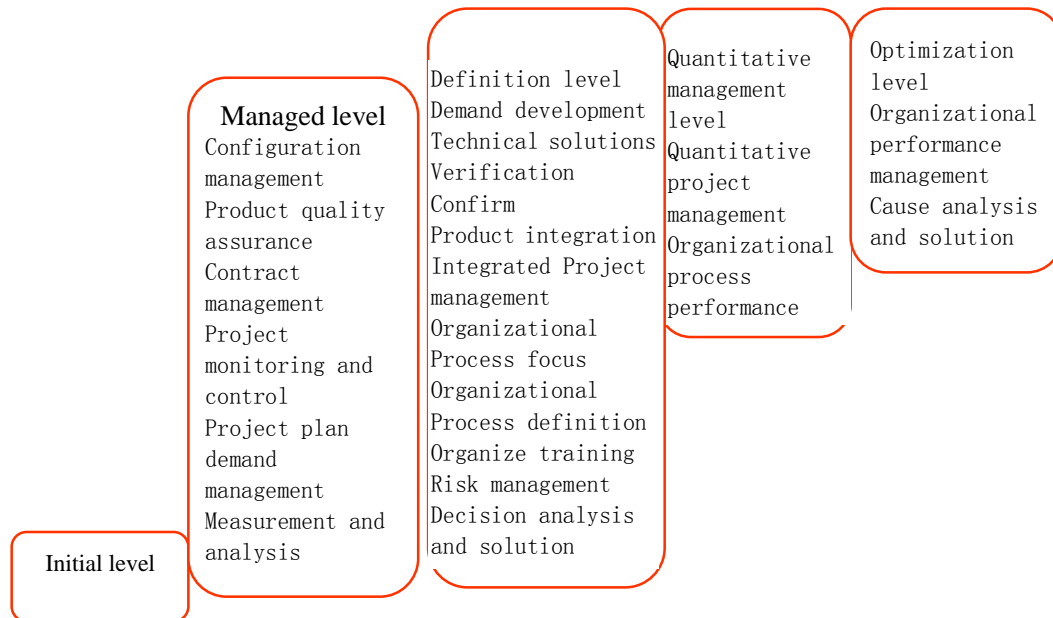 Initial level
Managed level
Configuration
management
Product quality
assurance
Contract
management
Project
monitoring and
control
Project plan
demand
management
Measurement and
analysis
Definition level
Demand development
Technical solutions
Verification
Confirm
Product integration
Integrated Project
management
Organizational
Process focus
Organizational
Process definition
Organize training
Risk management
Decision analysis
and solution
Quantitative
management
level
Quantitative
project
management
Organizational
process
performance
Optimization
level
Organizational
performance
management
Cause analysis
and solution